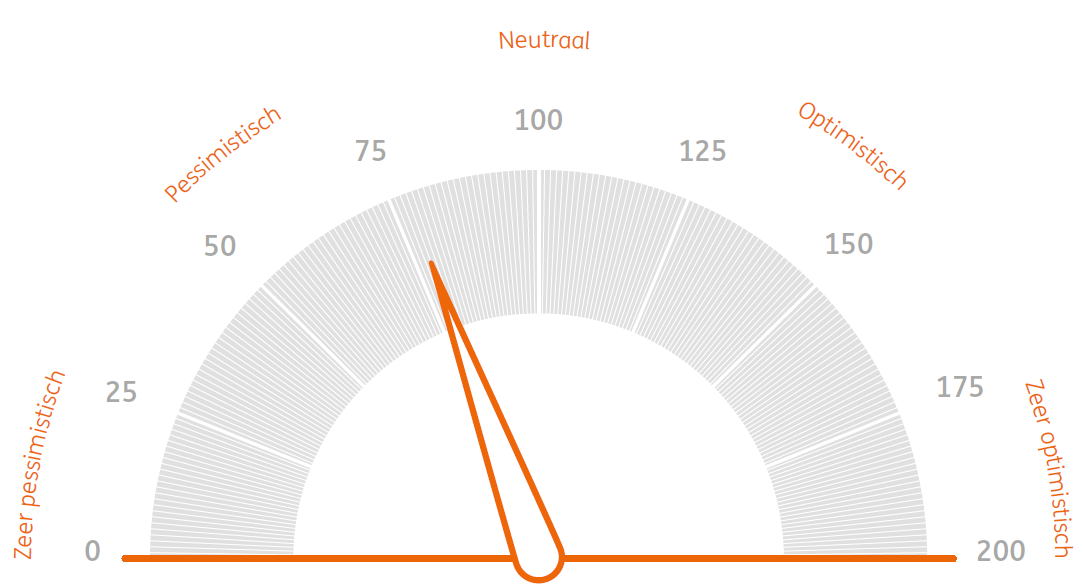 Neutraal
Pessimistisch
Optimistisch
100
75
125
50
150
25
175
Zeer pessimistisch
Zeer optimistisch
0
200